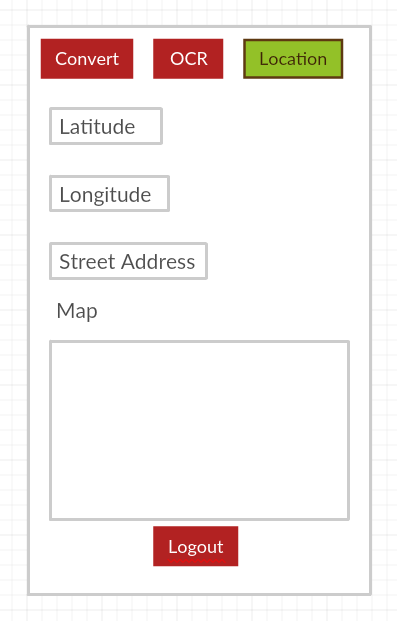 Convert OCR Location
Latitude
Longitude
Street Address
Map
Logout